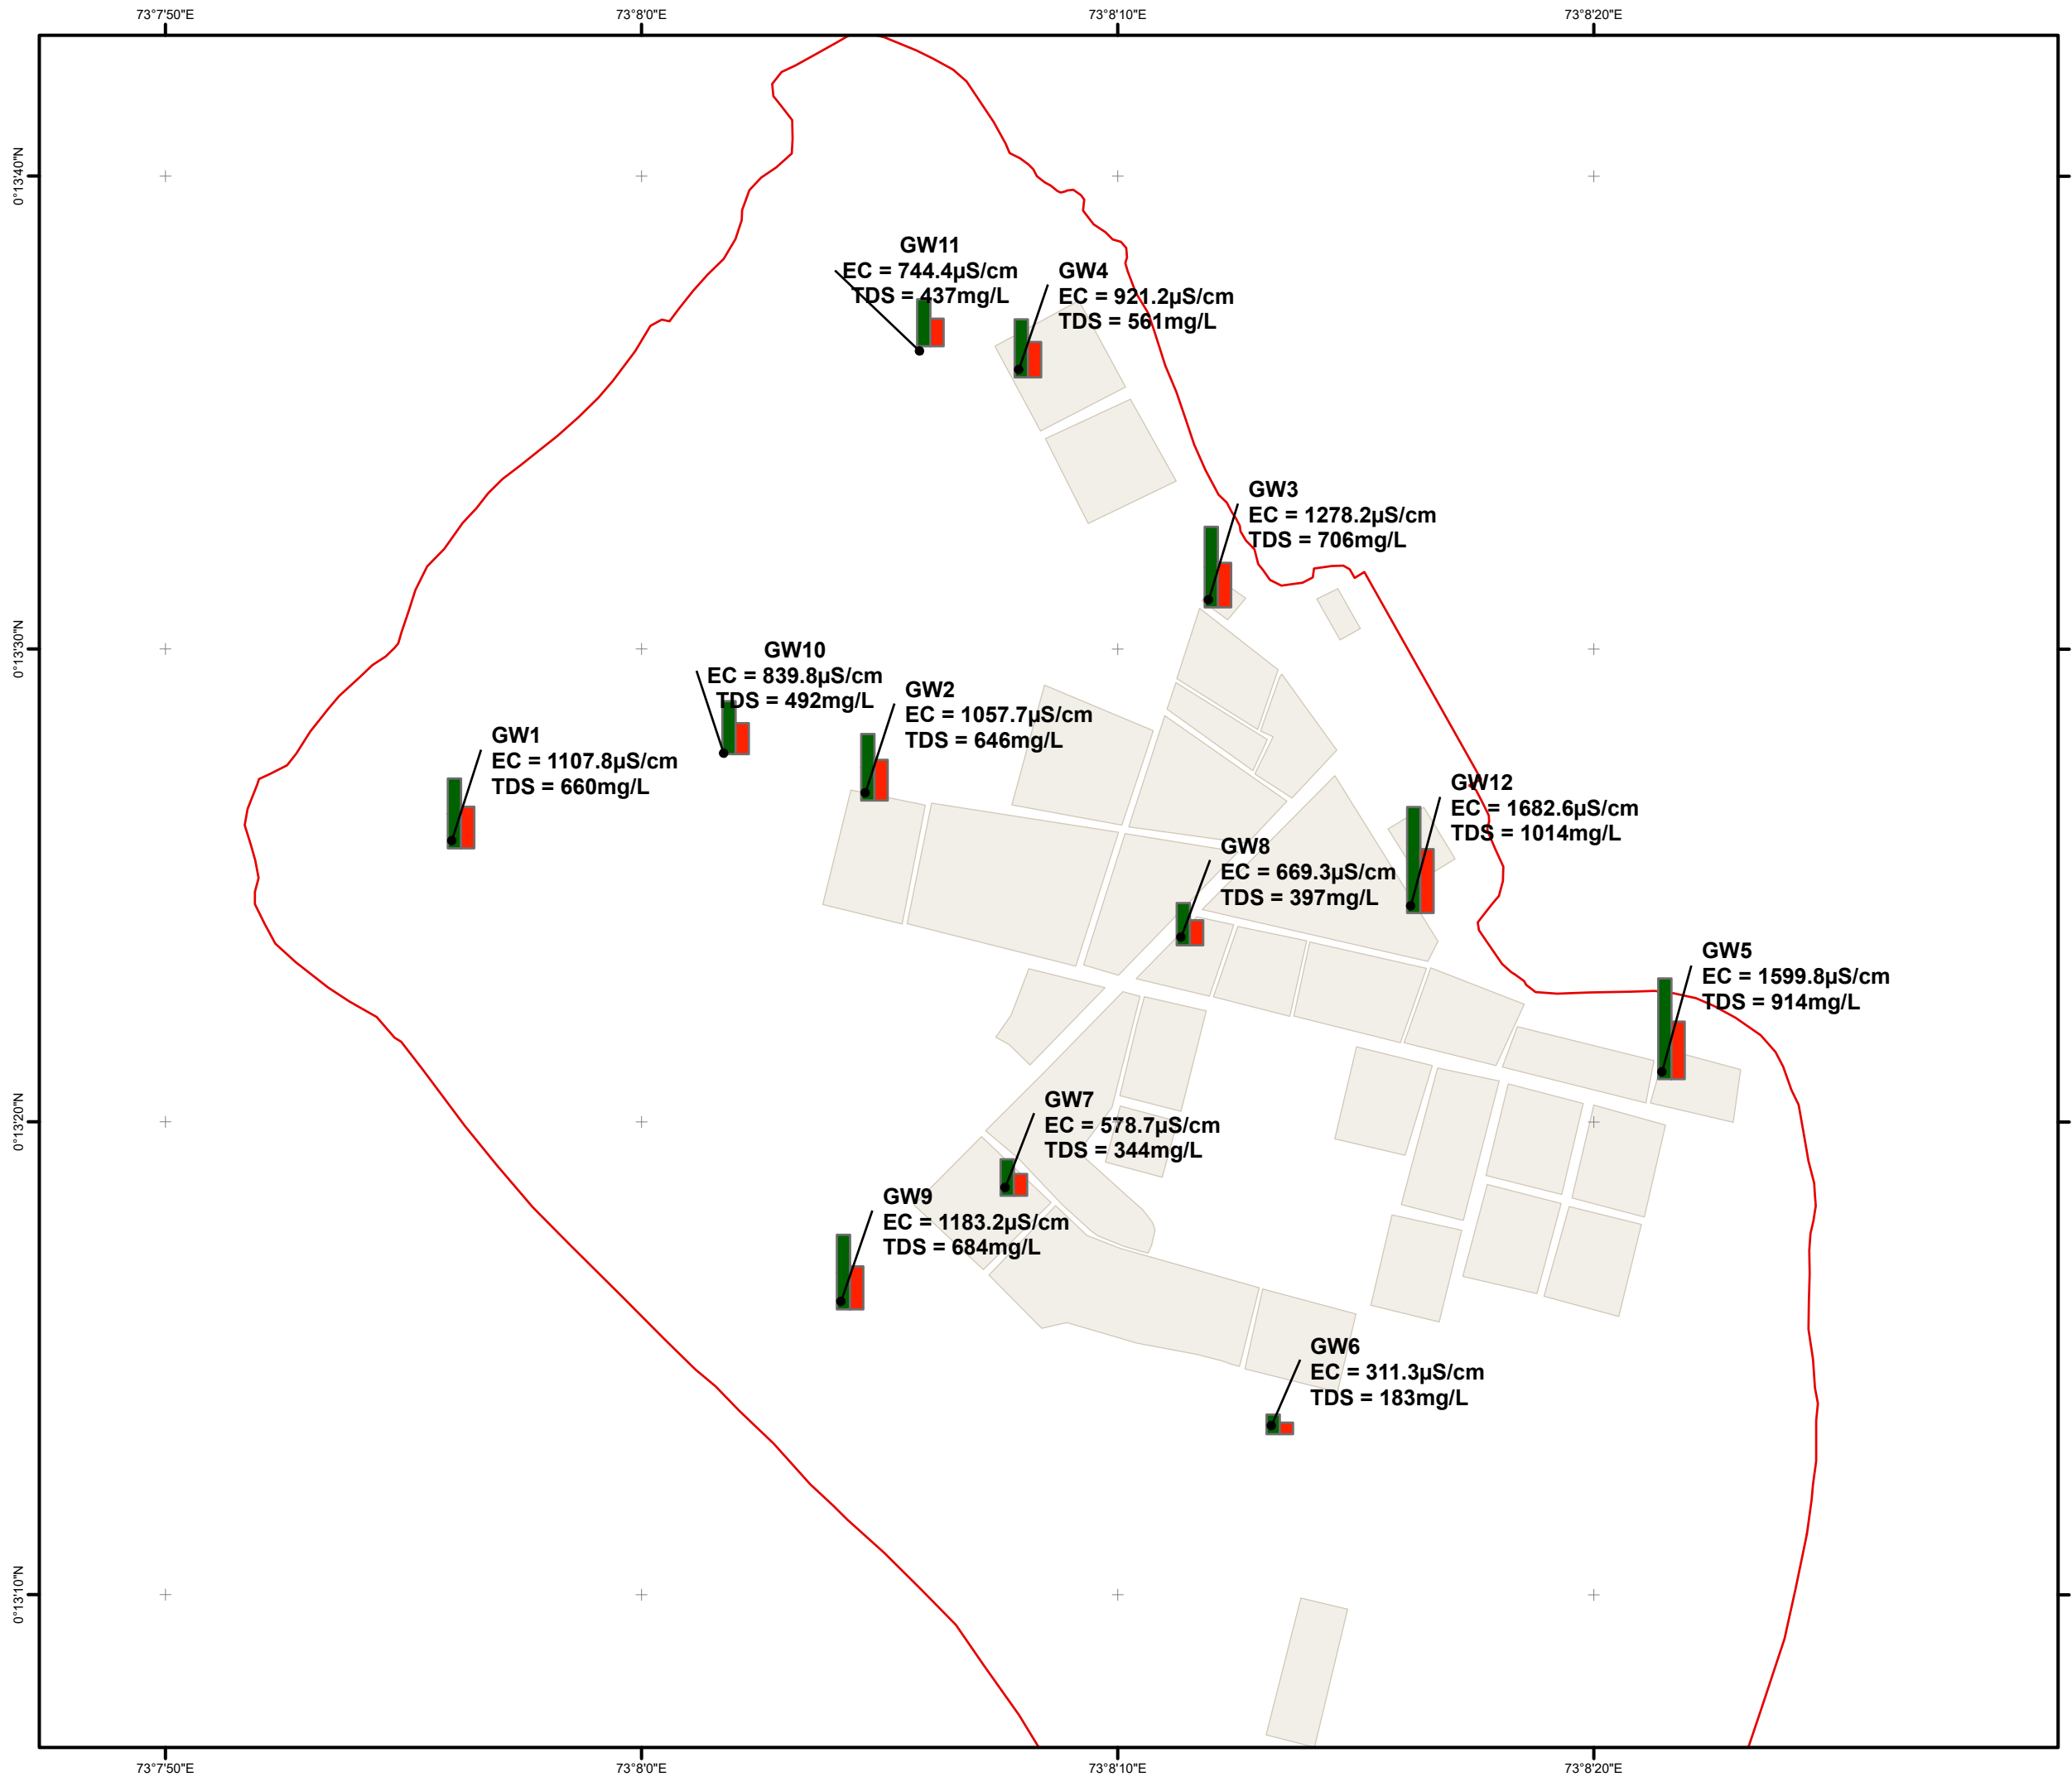 73°7'50"E
73°8'0"E
73°8'10"E
73°8'20"E
0°13'40"N
0°13'30"N
0°13'20"N
0°13'10"N
GW11
EC = 744.4µS/cm
TDS = 437mg/L
GW4
EC = 921.2µS/cm
TDS = 561mg/L
GW3
EC = 1278.2µS/cm
TDS = 706mg/L
GW10
EC = 839.8µS/cm
TDS = 492mg/L
GW2
EC = 1057.7µS/cm
TDS = 646mg/L
GW1
EC = 1107.8µS/cm
TDS = 660mg/L
GW12
EC = 1682.6µS/cm
TDS = 1014mg/L
GW8
EC = 669.3µS/cm
TDS = 397mg/L
GW5
EC = 1599.8µS/cm
TDS = 914mg/L
GW7
EC = 578.7µS/cm
TDS = 344mg/L
GW9
EC = 1183.2µS/cm
TDS = 684mg/L
GW6
EC = 311.3µS/cm
TDS = 183mg/L
73°7'50"E
73°8'0"E
73°8'10"E
73°8'20"E